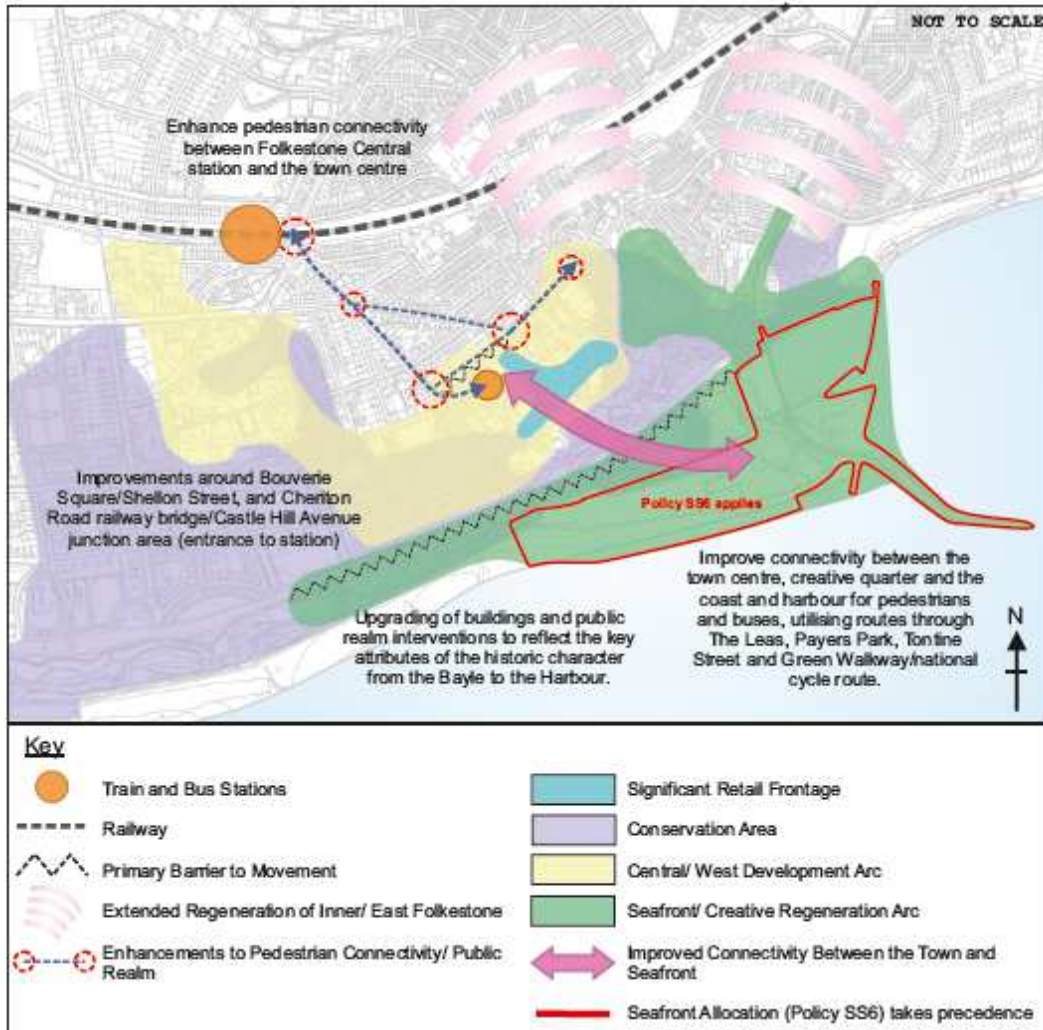 NOT TO SCALE
Enhance pedestrian connectivity
between Folkestone Central
station and the town centre
Improvements around Bouverie
Square/Shellon Street, and Cheriton
Road railway bridge/Castle Hill Avenue
junction area (entrance to station)
Policy SS6 applies
Upgrading of buildings and public
realm interventions to reflect the key
attributes of the historic character
from the Bayle to the Harbour.
Improve connectivity between the
town centre, creative quarter and the
coast and harbour for pedestrians
and buses, utilising routes through
The Leas, Payers Park, Tontine
Street and Green Walkway/national
cycle route.
N
Key
Train and Bus Stations
Railway
Primary Barrier to Movement
Extended Regeneration of Inner/ East Folkestone
Enhancements to Pedestrian Connectivity/ Public
Realm
Significant Retail Frontage
Conservation Area
Central/ West Development Arc
Seafront/ Creative Regeneration Arc
Improved Connectivity Between the Town and
Seafront
Seafront Allocation (Policy SS6) takes precedence